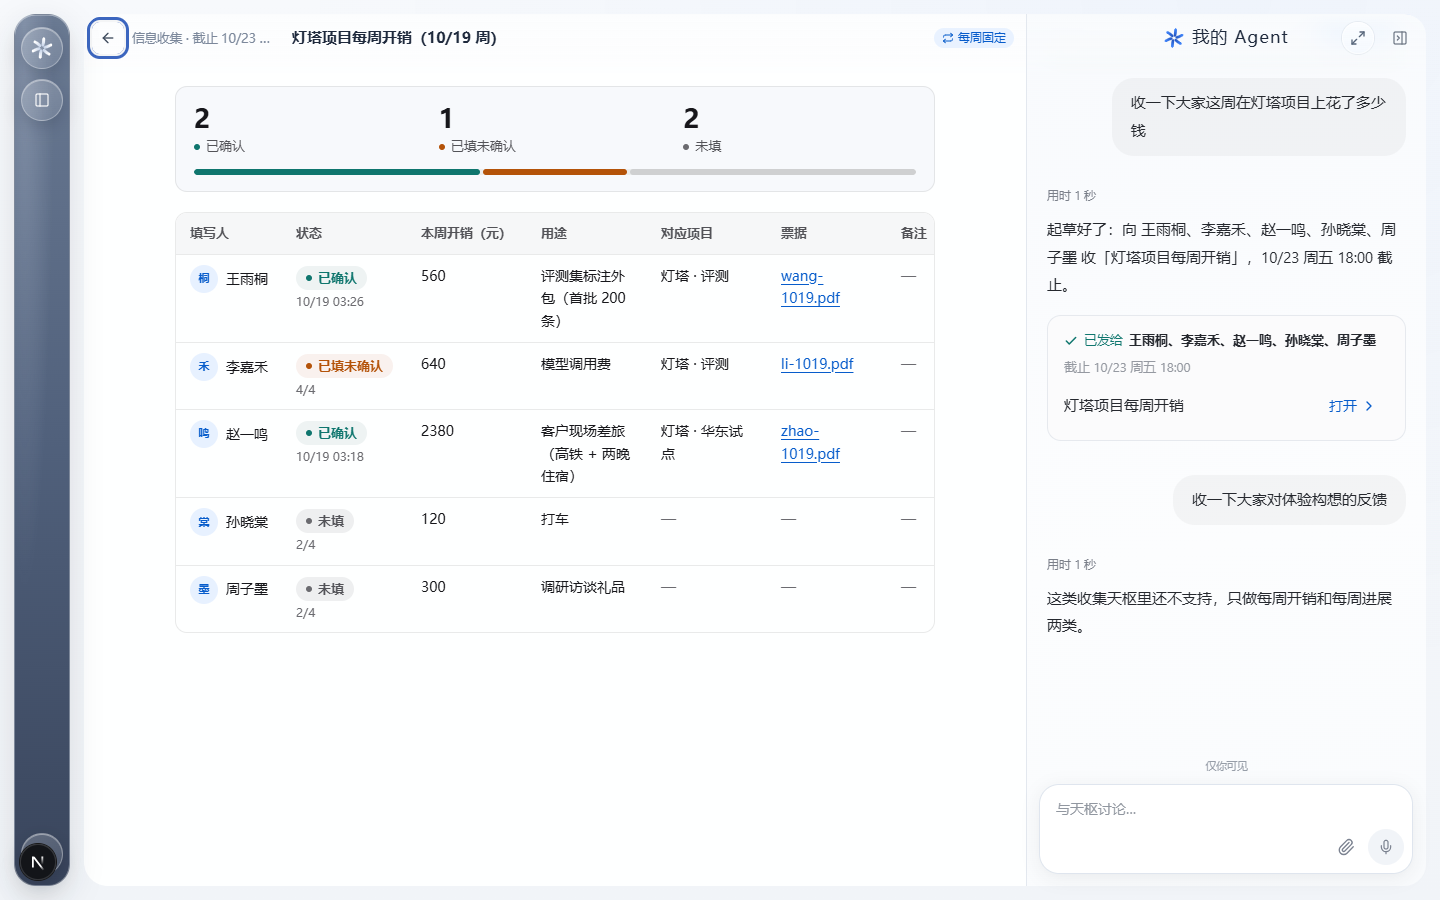 信息收集 · 截止 10/23 ...
灯塔项目每周开销（10/19 周）
每周固定
2
已确认
1
已填未确认
2
未填
填写人 状态 本周开销（元） 用途 对应项目 票据 备注
桐 王雨桐 已确认 560 评测集标注外 灯塔 · 评测 wang- —
10/19 03:26 包（首批 200 1019.pdf
条）
禾 李嘉禾 已填未确认 640 模型调用费 灯塔 · 评测 li-1019.pdf —
4/4
鸣 赵一鸣 已确认 2380 客户现场差旅 灯塔 · 华东试 zhao- —
10/19 03:18 （高铁 + 两晚 点 1019.pdf
住宿）
棠 孙晓棠 未填 120 打车 — — —
2/4
墨 周子墨 未填 300 调研访谈礼品 — — —
2/4
N
我的 Agent
收一下大家这周在灯塔项目上花了多少
钱
用时 1 秒
起草好了：向 王雨桐、李嘉禾、赵一鸣、孙晓棠、周
子墨 收「灯塔项目每周开销」，10/23 周五 18:00 截
止。
已发给 王雨桐、李嘉禾、赵一鸣、孙晓棠、周子墨
截止 10/23 周五 18:00
灯塔项目每周开销 打开
收一下大家对体验构想的反馈
用时 1 秒
这类收集天枢里还不支持，只做每周开销和每周进展
两类。
仅你可见
与天枢讨论...